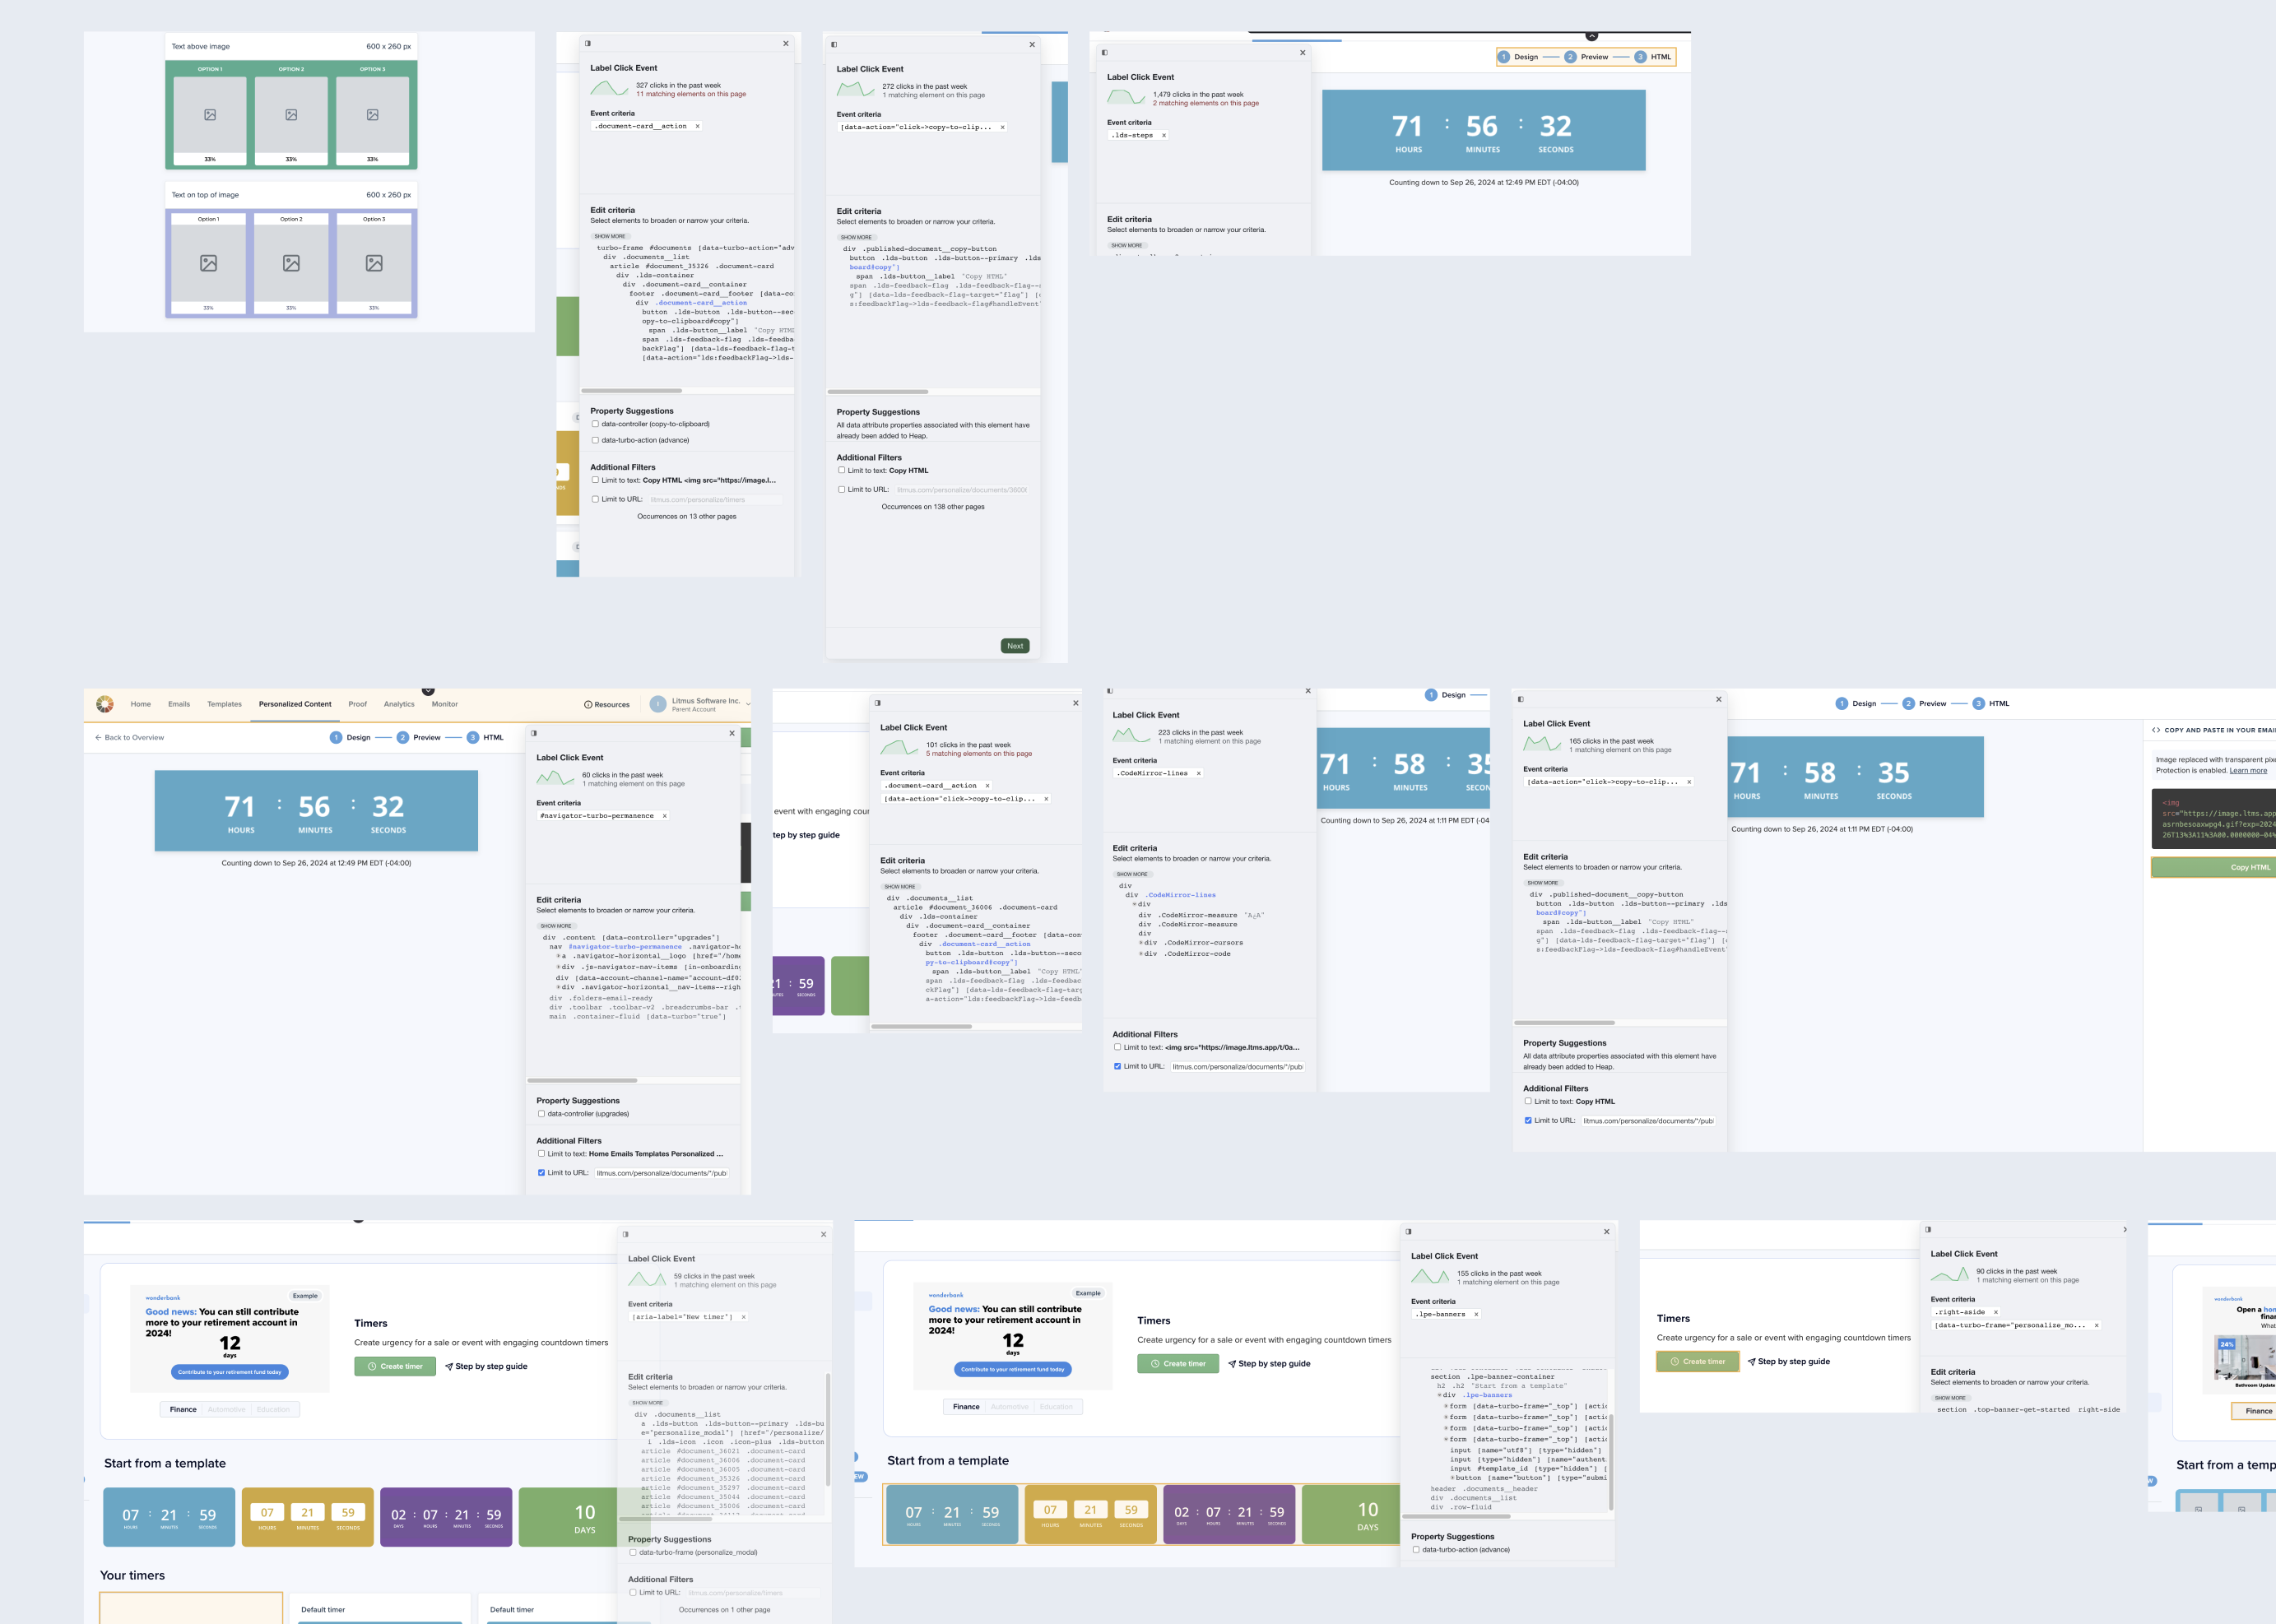 Text above image
600 x 260 px
OPTION 1
OPTION 2
OPTION 3
33%
33%
33%
Text on top of image
600 x 260 px
Option 1
Option 2
Option 3
33%
33%
33%
Label Click Event
327 clicks in the past week
11 matching elements on this page
Event criteria
.document-card__action ×
Edit criteria
Select elements to broaden or narrow your criteria.
SHOW MORE
turbo-frame #documents [data-turbo-action="adv
div .documents__list
article #document_35326 .document-card
div .lds-container
div .document-card__container
footer .document-card__footer [data-co
div .document-card__action
button .lds-button .lds-button--sec
opy-to-clipboard#copy"]
span .lds-button__label "Copy HTML
span .lds-feedback-flag .lds-feedba
backFlag"] [data-lds-feedback-flag-t
[data-action="lds:feedbackFlag->lds-
Property Suggestions
data-controller (copy-to-clipboard)
data-turbo-action (advance)
Additional Filters
Limit to text: Copy HTML <img src="https://image.l...
Limit to URL: litmus.com/personalize/timers
Occurrences on 13 other pages
Label Click Event
272 clicks in the past week
1 matching element on this page
Event criteria
[data-action="click->copy-to-clip... ×
Edit criteria
Select elements to broaden or narrow your criteria.
SHOW MORE
div .published-document__copy-button
button .lds-button .lds-button--primary .lds
board#copy"]
span .lds-button__label "Copy HTML"
span .lds-feedback-flag .lds-feedback-flag--
g"] [data-lds-feedback-flag-target="flag"] [
s:feedbackFlag->lds-feedback-flag#handleEvent
Property Suggestions
All data attribute properties associated with this element have
already been added to Heap.
Additional Filters
Limit to text: Copy HTML
Limit to URL: litmus.com/personalize/documents/3600
Occurrences on 138 other pages
Next
Label Click Event
1,479 clicks in the past week
2 matching elements on this page
Event criteria
.lds-steps ×
Edit criteria
Select elements to broaden or narrow your criteria.
SHOW MORE
1 Design 2 Preview 3 HTML
71 : 56 : 32
HOURS MINUTES SECONDS
Counting down to Sep 26, 2024 at 12:49 PM EDT (-04:00)
Home Emails Templates Personalized Content Proof Analytics Monitor
Resources
Litmus Software Inc.
Parent Account
Back to Overview
1 Design 2 Preview 3 HTML
71 : 56 : 32
HOURS MINUTES SECONDS
Counting down to Sep 26, 2024 at 12:49 PM EDT (-04:00)
Label Click Event
60 clicks in the past week
1 matching element on this page
Event criteria
#navigator-turbo-permanence ×
Edit criteria
Select elements to broaden or narrow your criteria.
SHOW MORE
div .content [data-controller="upgrades"]
nav #navigator-turbo-permanence .navigator-h
a .navigator-horizontal__logo [href="/home
div .js-navigator-nav-items [in-onboarding
div [data-account-channel-name="account-df0
div .navigator-horizontal__nav-items--righ
div .folders-email-ready
div .toolbar .toolbar-v2 .breadcrumbs-bar
main .container-fluid [data-turbo="true"]
Property Suggestions
data-controller (upgrades)
Additional Filters
Limit to text: Home Emails Templates Personalized ...
Limit to URL: litmus.com/personalize/documents/*/pub
event with engaging cou
tep by step guide
21 : 59
SECONDS
Label Click Event
101 clicks in the past week
5 matching elements on this page
Event criteria
.document-card__action ×
[data-action="click->copy-to-clip... ×
Edit criteria
Select elements to broaden or narrow your criteria.
SHOW MORE
div .documents__list
article #document_36006 .document-card
div .lds-container
div .document-card__container
footer .document-card__footer [data-con
div .document-card__action
button .lds-button .lds-button--seco
py-to-clipboard#copy"]
span .lds-button__label "Copy HTML"
span .lds-feedback-flag .lds-feedbac
ckFlag"] [data-lds-feedback-flag-targ
a-action="lds:feedbackFlag->lds-feedb
Label Click Event
223 clicks in the past week
1 matching element on this page
Event criteria
.CodeMirror-lines ×
Edit criteria
Select elements to broaden or narrow your criteria.
SHOW MORE
div
div .CodeMirror-lines
div
div .CodeMirror-measure
div .CodeMirror-measure
div
div .CodeMirror-cursors
div .CodeMirror-code
Additional Filters
Limit to text: <img src="https://image.ltms.app/t/0a...
Limit to URL: litmus.com/personalize/documents/*/pub
1 Design
71 : 58 : 35
HOURS MINUTES SECON
Counting down to Sep 26, 2024 at 1:11 PM EDT (-04
Label Click Event
165 clicks in the past week
1 matching element on this page
Event criteria
[data-action="click->copy-to-clip... ×
Edit criteria
Select elements to broaden or narrow your criteria.
SHOW MORE
div .published-document__copy-button
button .lds-button .lds-button--primary .lds
board#copy"]
span .lds-button__label "Copy HTML"
span .lds-feedback-flag .lds-feedback-flag--
g"] [data-lds-feedback-flag-target="flag"] [
s:feedbackFlag->lds-feedback-flag#handleEvent
Property Suggestions
All data attribute properties associated with this element have
already been added to Heap.
Additional Filters
Limit to text: Copy HTML
Limit to URL: litmus.com/personalize/documents/*/pub
1 Design 2 Preview 3 HTML
71 : 58 : 35
HOURS MINUTES SECONDS
Counting down to Sep 26, 2024 at 1:11 PM EDT (-04:00)
<> COPY AND PASTE IN YOUR EMAI
Image replaced with transparent pixe
Protection is enabled. Learn more
<img
src="https://image.ltms.app
asrnbesoaxwpg4.gif?exp=2024
26T13%3A11%3A00.0000000-04%
Copy HTML
wonderbank
Example
Good news: You can still contribute
more to your retirement account in
2024!
12
days
Contribute to your retirement fund today
Finance Automotive Education
Timers
Create urgency for a sale or event with engaging countdown timers
Create timer
Step by step guide
Start from a template
07 : 21 : 59
HOURS MINUTES SECONDS
07 21 59
HOURS MINUTES SECONDS
02 : 07 : 21 : 59
DAYS HOURS MINUTES SECONDS
10
DAYS
Your timers
Default timer
Default timer
Label Click Event
59 clicks in the past week
1 matching element on this page
Event criteria
[aria-label="New timer"] ×
Edit criteria
Select elements to broaden or narrow your criteria.
SHOW MORE
div .documents__list
a .lds-button .lds-button--primary .lds-bu
e="personalize_modal"] [href="/personalize/
i .lds-icon .icon .icon-plus .lds-button
article #document_36021 .document-card
article #document_36006 .document-card
article #document_36005 .document-card
article #document_35326 .document-card
article #document_35297 .document-card
article #document_35044 .document-card
article #document_35006 .document-card
Property Suggestions
data-turbo-frame (personalize_modal)
Additional Filters
Limit to URL: litmus.com/personalize/timers
Occurrences on 1 other page
wonderbank
Example
Good news: You can still contribute
more to your retirement account in
2024!
12
days
Contribute to your retirement fund today
Finance Automotive Education
Timers
Create urgency for a sale or event with engaging countdown timers
Create timer
Step by step guide
EW
Start from a template
07 : 21 : 59
HOURS MINUTES SECONDS
07 21 59
HOURS MINUTES SECONDS
02 : 07 : 21 : 59
DAYS HOURS MINUTES SECONDS
10
DAYS
Label Click Event
155 clicks in the past week
1 matching element on this page
Event criteria
.lpe-banners ×
section .lpe-banner-container
h2 .h2 "Start from a template"
div .lpe-banners
form [data-turbo-frame="_top"] [actic
form [data-turbo-frame="_top"] [actic
form [data-turbo-frame="_top"] [actic
form [data-turbo-frame="_top"] [actic
input [name="utf8"] [type="hidden"]
input [type="hidden"] [name="authent
input #template_id [type="hidden"] [
button [name="button"] [type="submi
header .documents__header
div .documents__list
div .row-fluid
Property Suggestions
data-turbo-action (advance)
Timers
Create urgency for a sale or event with engaging countdown timers
Create timer
Step by step guide
Label Click Event
90 clicks in the past week
1 matching element on this page
Event criteria
.right-aside ×
[data-turbo-frame="personalize_mo... ×
Edit criteria
Select elements to broaden or narrow your criteria.
SHOW MORE
section .top-banner-get-started right-side
wonderbank
Open a hom
finan
What
24%
Bathroom Update
Finance
EW
Start from a temp